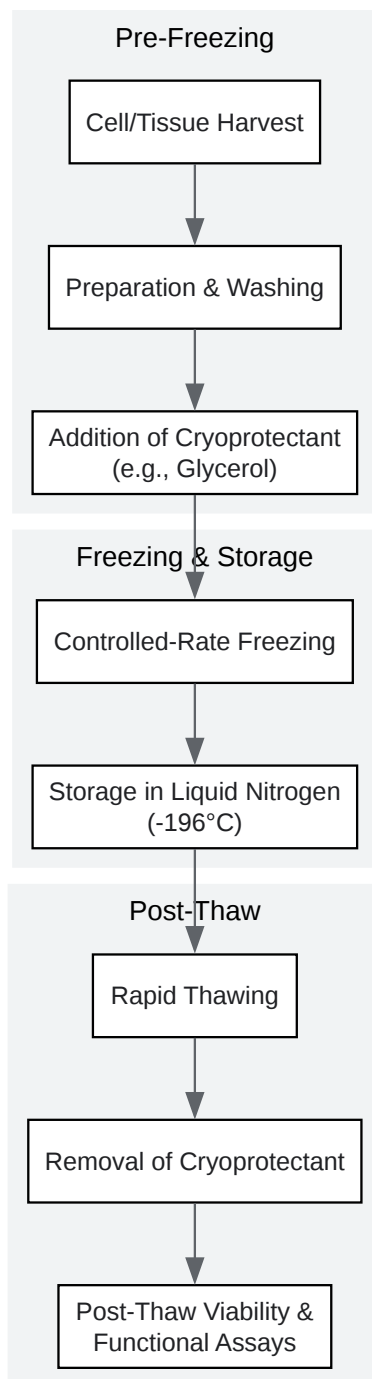 Pre-Freezing
Cell/Tissue Harvest
Preparation & Washing
Addition of Cryoprotectant
(e.g., Glycerol)
Freezing & Storage
Controlled-Rate Freezing
Storage in Liquid Nitrogen
(-196°C)
Post-Thaw
Rapid Thawing
Removal of Cryoprotectant
Post-Thaw Viability &
Functional Assays